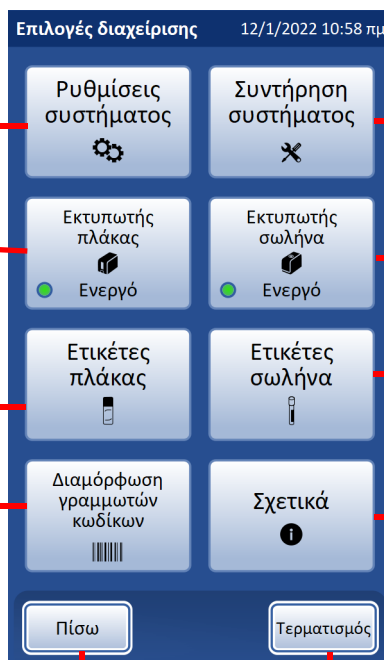 Επιλογές διαχείρισης 12/1/2022 10:58 πμ
Ρυθμίσεις
συστήματος
Συντήρηση
συστήματος
Εκτυπωτής
πλάκας
Ενεργό
Εκτυπωτής
σωλήνα
Ενεργό
Ετικέτες
πλάκας
Ετικέτες
σωλήνα
Διαμόρφωση
γραμμωτών
κωδίκων
Σχετικά
Πίσω
Τερματισμός